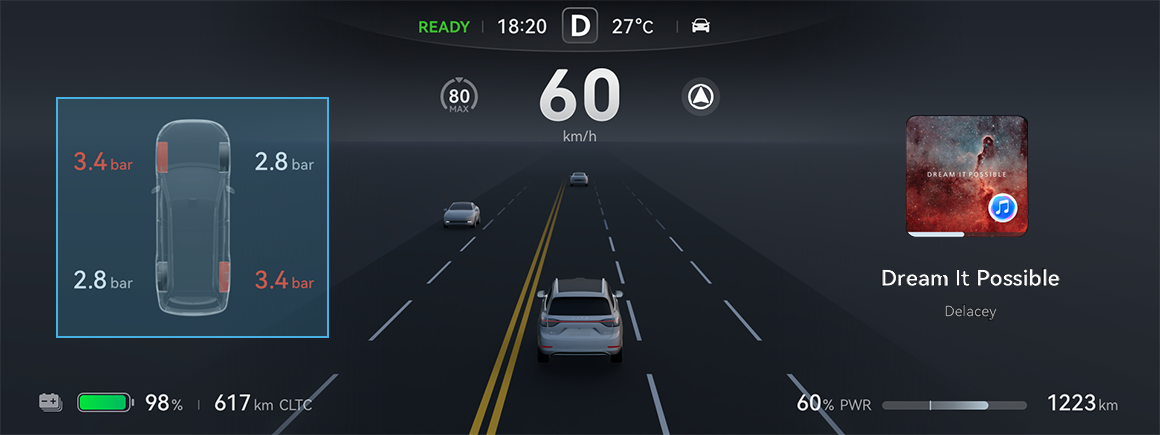 READY 18:20 D 27°C
80 MAX
60
km/h
3.4 bar 2.8 bar
2.8 bar 3.4 bar
DREAM IT POSSIBLE
Dream It Possible
Delacey
98% 617 km CLTC
60% PWR 1223 km